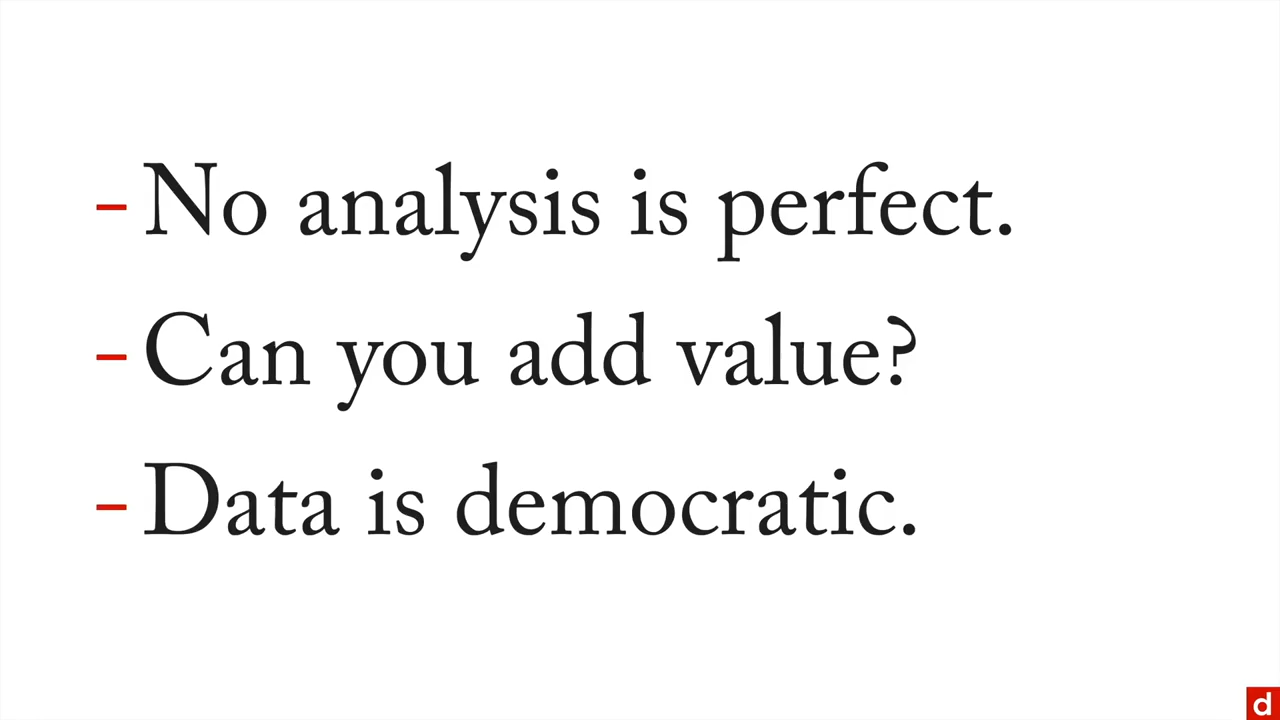 – No analysis is perfect.
– Can you add value?
– Data is democratic.
d